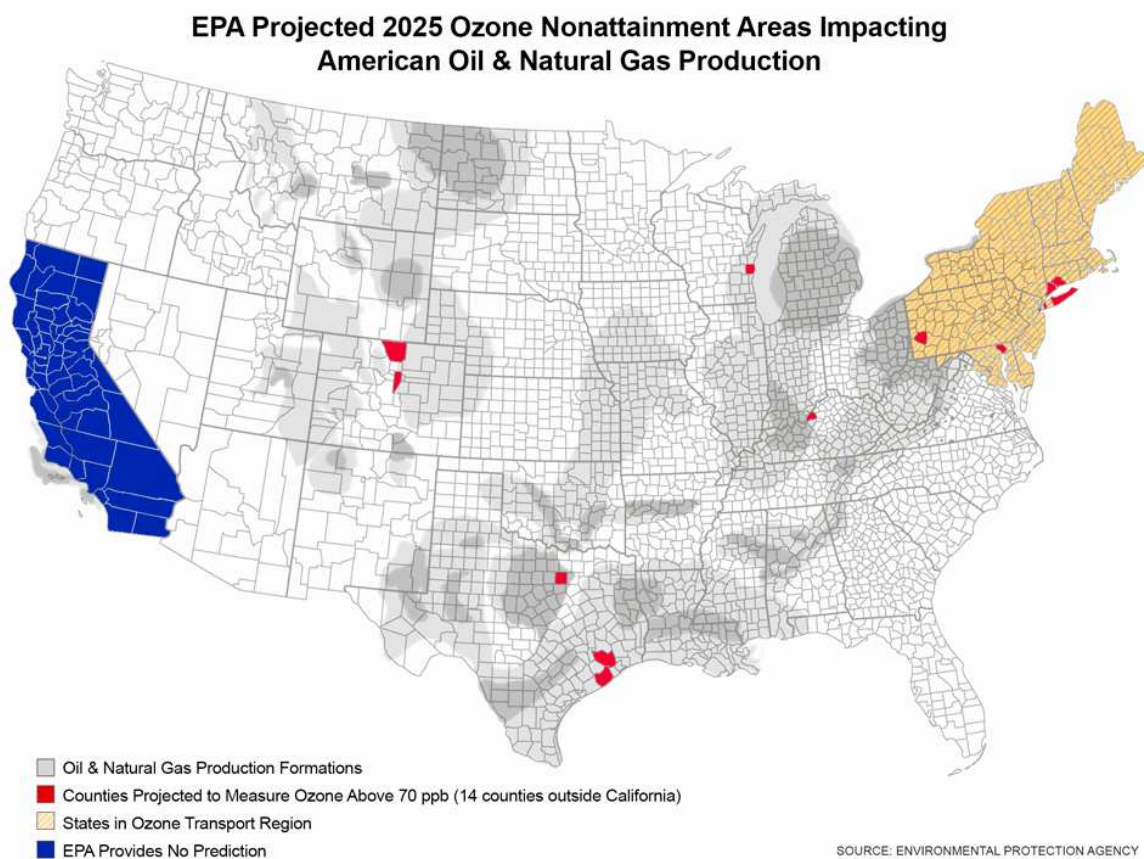 EPA Projected 2025 Ozone Nonattainment Areas Impacting
American Oil & Natural Gas Production
Oil & Natural Gas Production Formations
Counties Projected to Measure Ozone Above 70 ppb (14 counties outside California)
States in Ozone Transport Region
EPA Provides No Prediction
SOURCE: ENVIRONMENTAL PROTECTION AGENCY